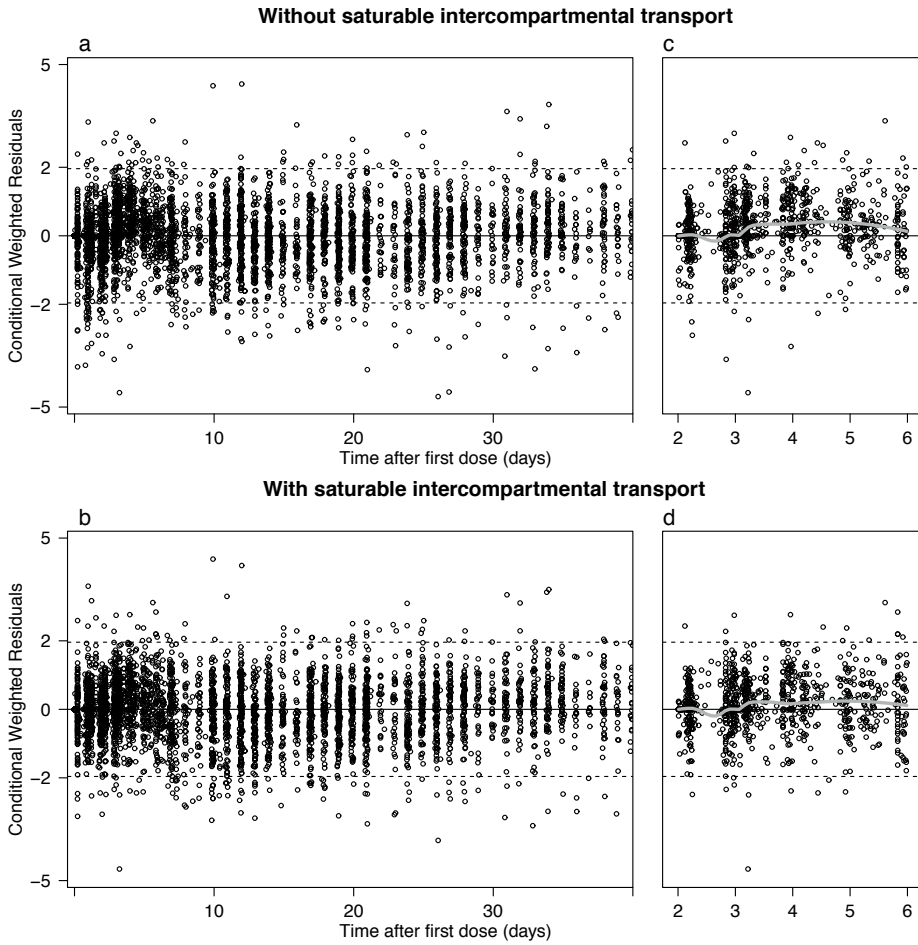 Without saturable intercompartmental transport
a
c
Conditional Weighted Residuals
5
2
0
−2
−5
10
20
30
2
3
4
5
6
Time after first dose (days)
With saturable intercompartmental transport
b
d
Conditional Weighted Residuals
5
2
0
−2
−5
10
20
30
2
3
4
5
6
Time after first dose (days)